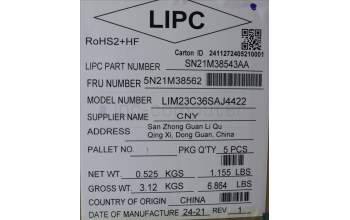 LIPC
RoHS2+HF
Carton ID 2411272405210001
LIPC PART NUMBER SN21M38543AA
FRU NUMBER 5N21M38562
MODEL NUMBER LIM23C36SAJ4422
SUPPLIER NAME CNY
ADDRESS San Zhong Guan Li Qu
Qing Xi, Dong Guan, China
PALLET NO. PKG Q'TY 5 PCS
NET WT. 0.525 KGS 1.155 LBS
GROSS WT. 3.12 KGS 6.864 LBS
COUNTRY OF ORIGIN CHINA
DATE OF MANUFACTURE 24-21 REV 1